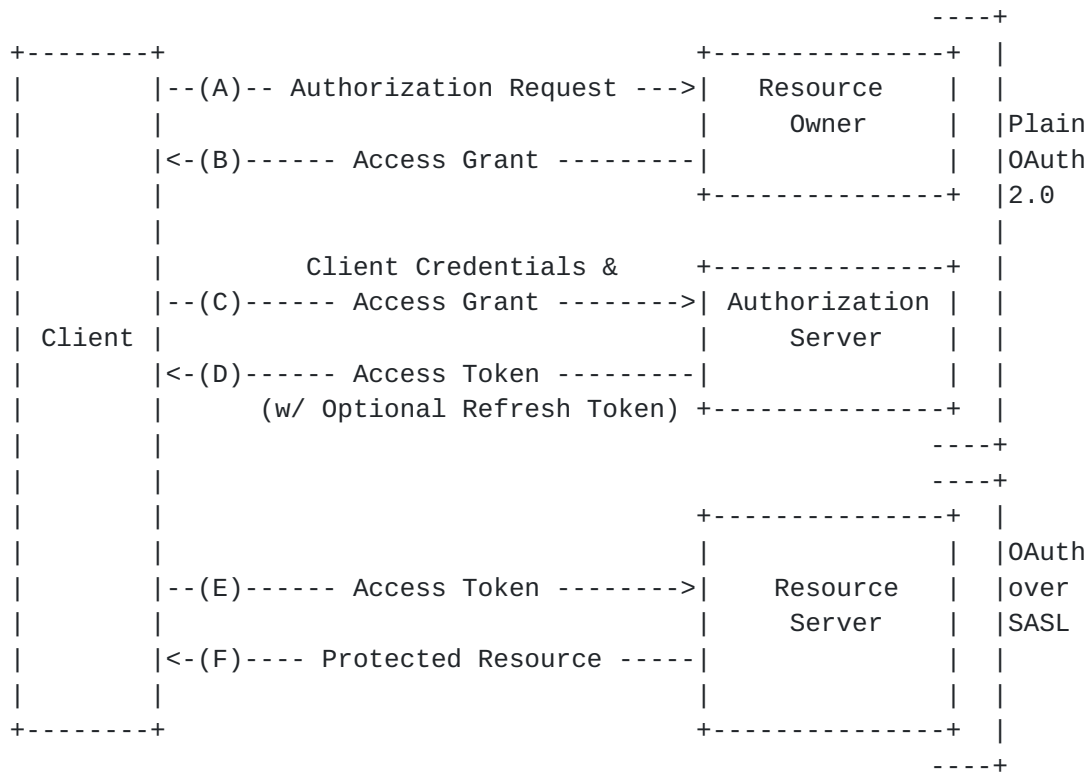 ----+
+--------+                                  +---------------+  |
|        |--(A)-- Authorization Request --->|   Resource    |  |
|        |                                  |     Owner     |  |Plain
|        |<-(B)------ Access Grant ---------|               |  |OAuth
|        |                                  +---------------+  |2.0
|        |                                                     |
|        |         Client Credentials &     +---------------+  |
|        |--(C)------ Access Grant -------->| Authorization |  |
| Client |                                  |     Server    |  |
|        |<-(D)------ Access Token ---------|               |  |
|        |      (w/ Optional Refresh Token) +---------------+  |
|        |                                                 ----+
|        |                                                 ----+
|        |                                  +---------------+  |
|        |                                  |               |  |OAuth
|        |--(E)------ Access Token -------->|    Resource   |  |over
|        |                                  |     Server    |  |SASL
|        |<-(F)---- Protected Resource -----|               |  |
|        |                                  |               |  |
+--------+                                  +---------------+  |
                                                           ----+